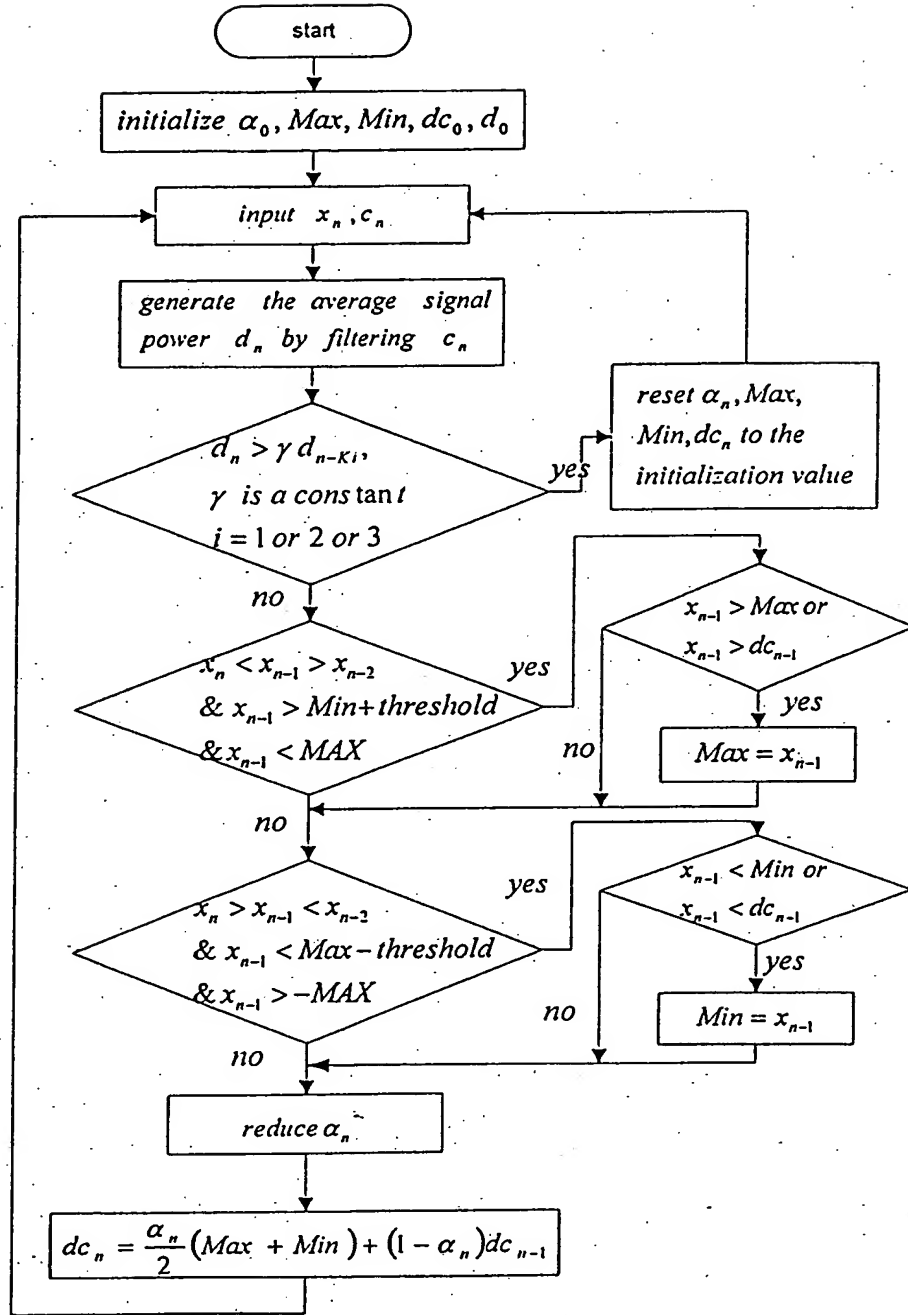 start
initialize α₀, Max, Min, dc₀, d₀
input xₙ, cₙ
generate the average signal
power dₙ by filtering cₙ
dₙ > γ dₙ₋Kᵢ,
γ is a constant
i = 1 or 2 or 3
yes
reset αₙ, Max,
Min, dcₙ to the
initialization value
no
xₙ < xₙ₋₁ > xₙ₋₂
& xₙ₋₁ > Min+threshold
& xₙ₋₁ < MAX
yes
xₙ₋₁ > Max or
xₙ₋₁ > dcₙ₋₁
yes
no
Max = xₙ₋₁
no
xₙ > xₙ₋₁ < xₙ₋₂
& xₙ₋₁ < Max − threshold
& xₙ₋₁ > −MAX
yes
xₙ₋₁ < Min or
xₙ₋₁ < dcₙ₋₁
yes
no
Min = xₙ₋₁
no
reduce αₙ
dcₙ = αₙ/2 (Max + Min) + (1 − αₙ)dcₙ₋₁